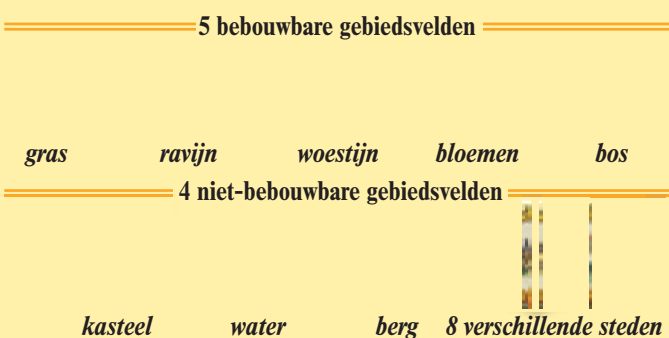 5 bebouwbare gebiedsvelden
gras ravijn woestijn bloemen bos
4 niet-bebouwbare gebiedsvelden
kasteel water berg 8 verschillende steden